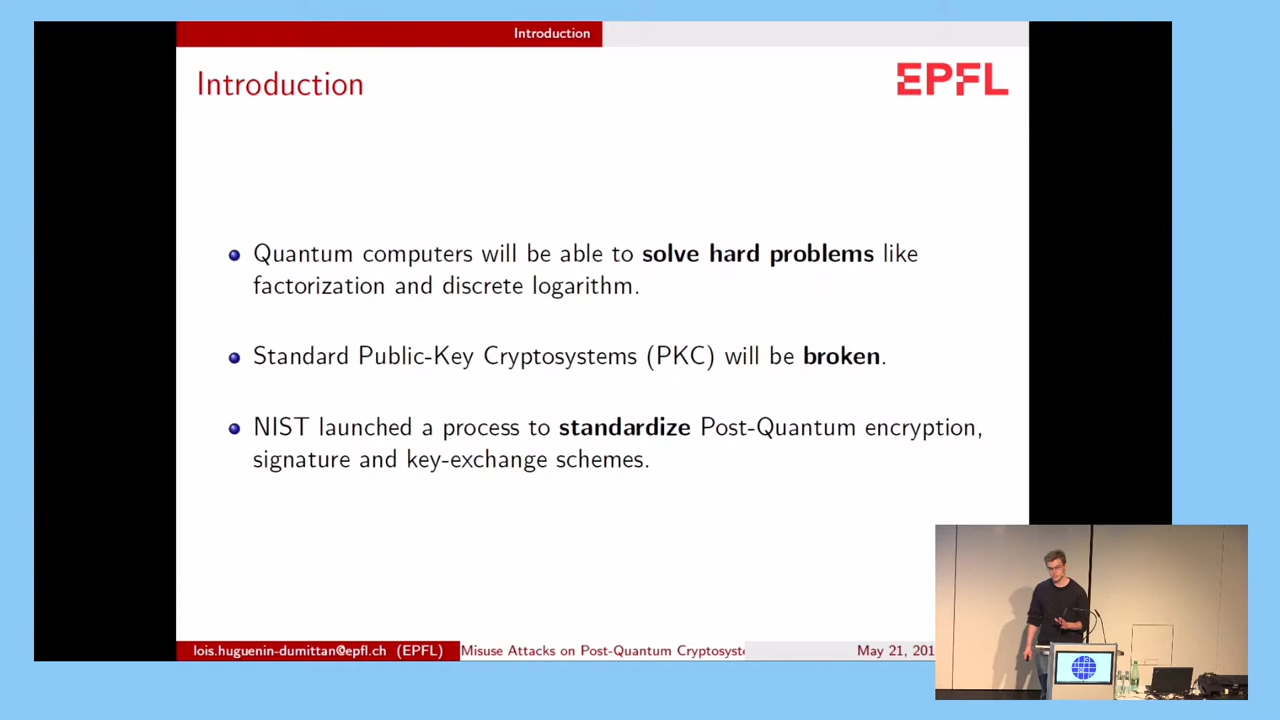 Introduction
Introduction
EPFL
Quantum computers will be able to solve hard problems like
factorization and discrete logarithm.
Standard Public-Key Cryptosystems (PKC) will be broken.
NIST launched a process to standardize Post-Quantum encryption,
signature and key-exchange schemes.
lois.huguenin-dumittan@epfl.ch (EPFL) Misuse Attacks on Post-Quantum Cryptosyste May 21, 201